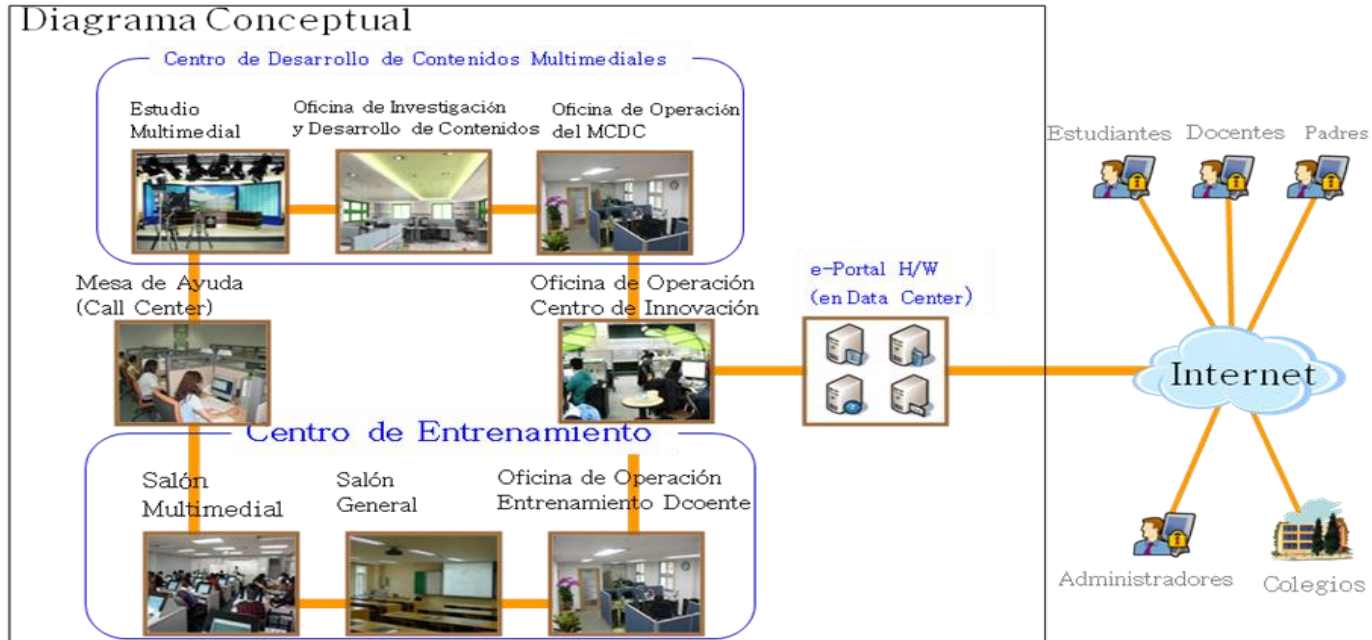 Diagrama Conceptual
Centro de Desarrollo de Contenidos Multimediales
Estudio
Multimedial
Oficina de Investigación
y Desarrollo de Contenidos
Oficina de Operación
del MCDC
Mesa de Ayuda
(Call Center)
Oficina de Operación
Centro de Innovación
e-Portal H/W
(en Data Center)
Centro de Entrenamiento
Salón
Multimedial
Salón
General
Oficina de Operación
Entrenamiento Dcoente
Estudiantes
Docentes
Padres
Internet
Administradores
Colegios